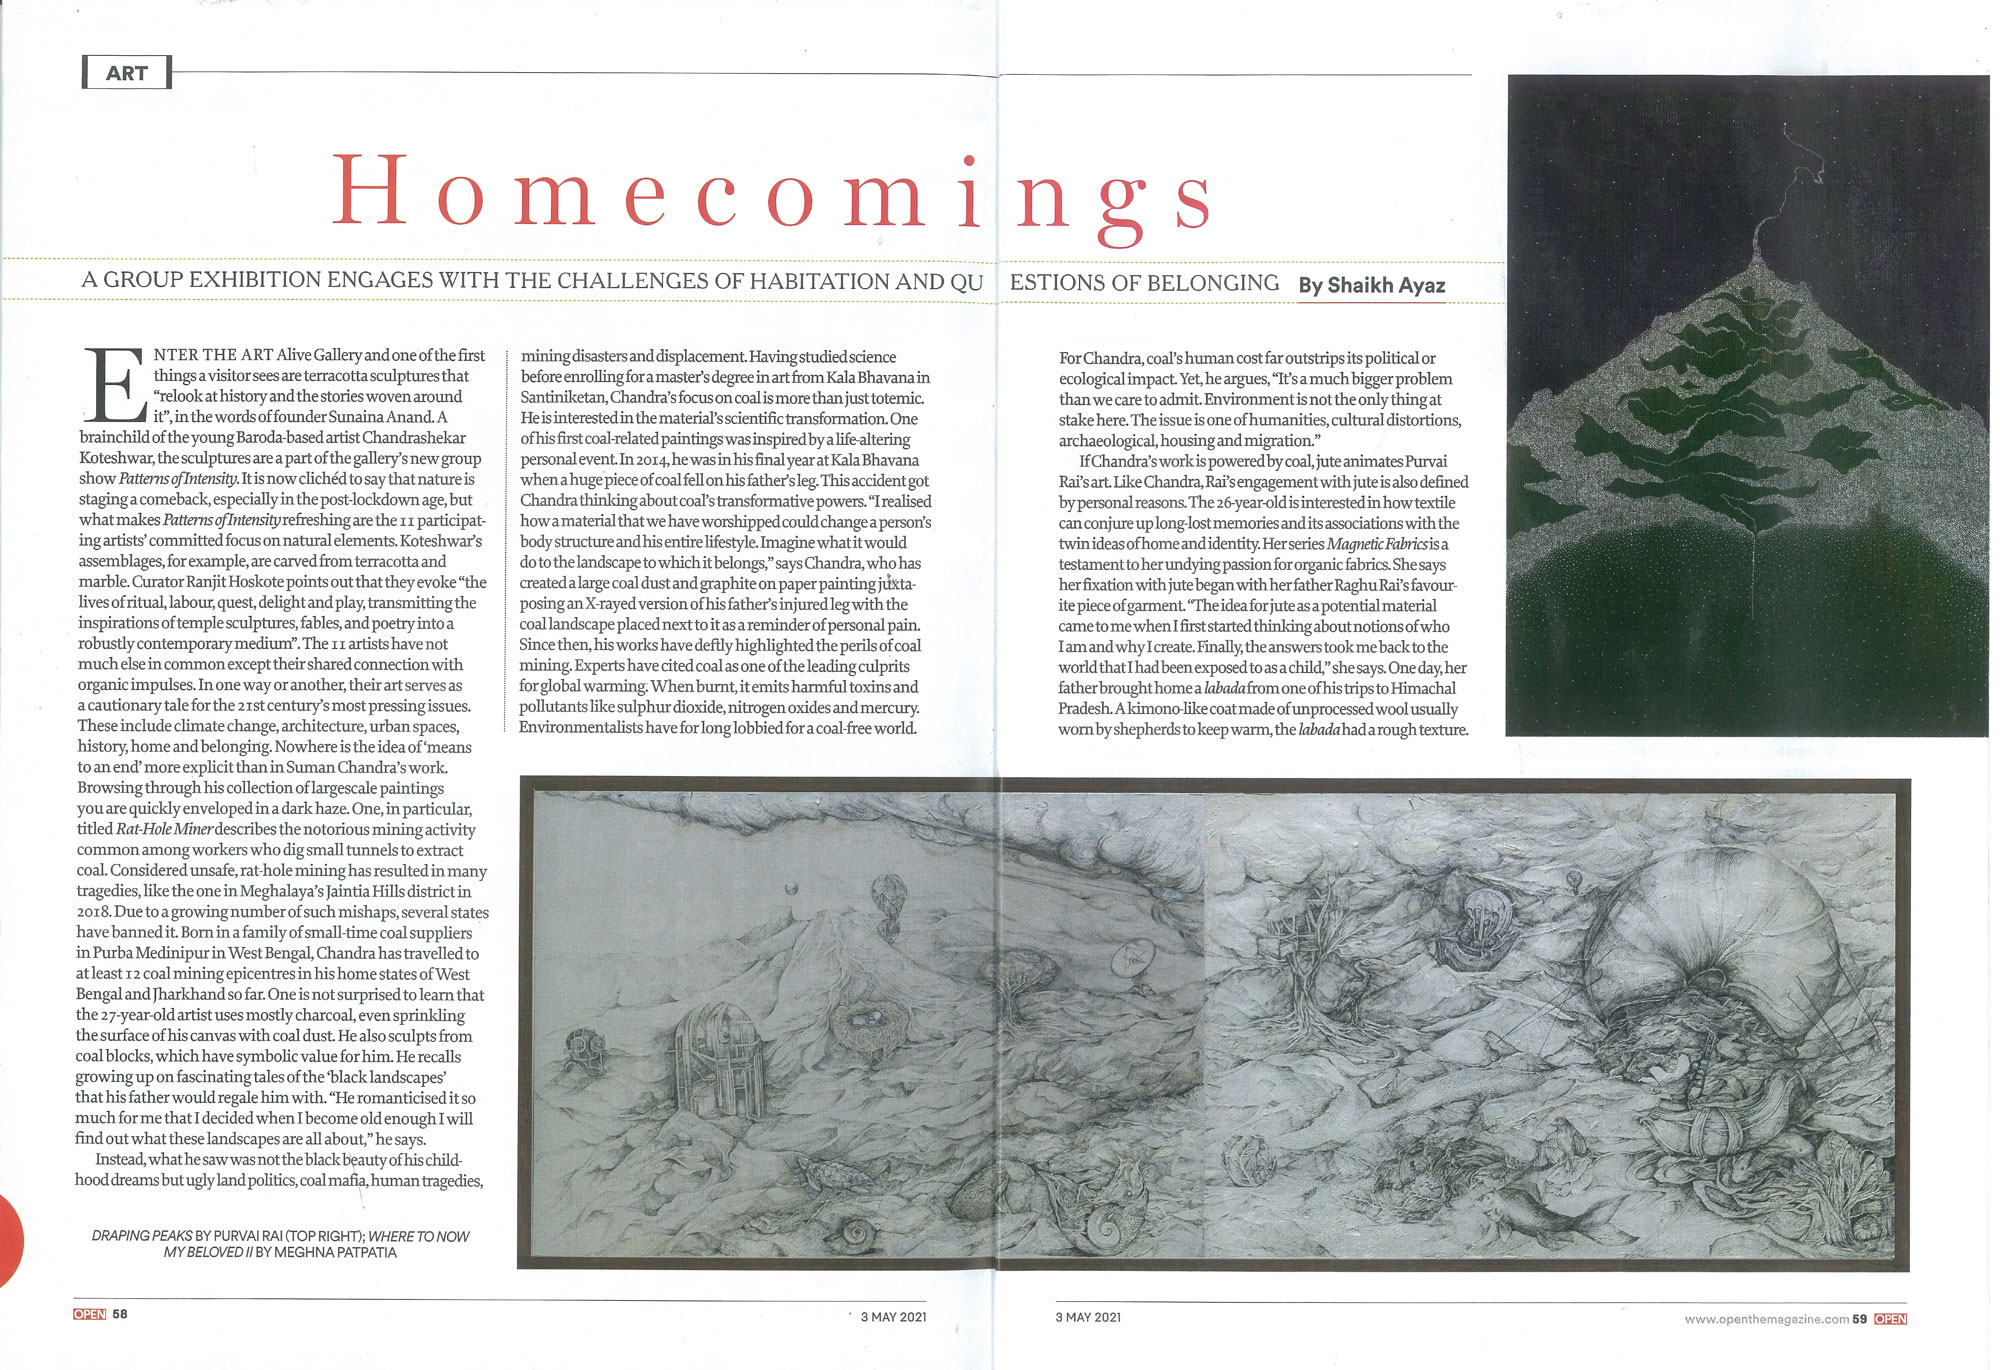 ART
Homecomings
A GROUP EXHIBITION ENGAGES WITH THE CHALLENGES OF HABITATION AND QUESTIONS OF BELONGING By Shaikh Ayaz
ENTER THE ART Alive Gallery and one of the first
things a visitor sees are terracotta sculptures that
“relook at history and the stories woven around
it”, in the words of founder Sunaina Anand. A
brainchild of the young Baroda-based artist Chandrashekar
Koteshwar, the sculptures are a part of the gallery’s new group
show Patterns of Intensity. It is now clichéd to say that nature is
staging a comeback, especially in the post-lockdown age, but
what makes Patterns of Intensity refreshing are the 11 participat-
ing artists’ committed focus on natural elements. Koteshwar’s
assemblages, for example, are carved from terracotta and
marble. Curator Ranjit Hoskote points out that they evoke “the
lives of ritual, labour, quest, delight and play, transmitting the
inspirations of temple sculptures, fables, and poetry into a
robustly contemporary medium”. The 11 artists have not
much else in common except their shared connection with
organic impulses. In one way or another, their art serves as
a cautionary tale for the 21st century’s most pressing issues.
These include climate change, architecture, urban spaces,
history, home and belonging. Nowhere is the idea of ‘means
to an end’ more explicit than in Suman Chandra’s work.
Browsing through his collection of largescale paintings
you are quickly enveloped in a dark haze. One, in particular,
titled Rat-Hole Miner describes the notorious mining activity
common among workers who dig small tunnels to extract
coal. Considered unsafe, rat-hole mining has resulted in many
tragedies, like the one in Meghalaya’s Jaintia Hills district in
2018. Due to a growing number of such mishaps, several states
have banned it. Born in a family of small-time coal suppliers
in Purba Medinipur in West Bengal, Chandra has travelled to
at least 12 coal mining epicentres in his home states of West
Bengal and Jharkhand so far. One is not surprised to learn that
the 27-year-old artist uses mostly charcoal, even sprinkling
the surface of his canvas with coal dust. He also sculpts from
coal blocks, which have symbolic value for him. He recalls
growing up on fascinating tales of the ‘black landscapes’
that his father would regale him with. “He romanticised it so
much for me that I decided when I become old enough I will
find out what these landscapes are all about,” he says.
Instead, what he saw was not the black beauty of his child-
hood dreams but ugly land politics, coal mafia, human tragedies,
mining disasters and displacement. Having studied science
before enrolling for a master’s degree in art from Kala Bhavana in
Santiniketan, Chandra’s focus on coal is more than just totemic.
He is interested in the material’s scientific transformation. One
of his first coal-related paintings was inspired by a life-altering
personal event. In 2014, he was in his final year at Kala Bhavana
when a huge piece of coal fell on his father’s leg. This accident got
Chandra thinking about coal’s transformative powers. “I realised
how a material that we have worshipped could change a person’s
body structure and his entire lifestyle. Imagine what it would
do to the landscape to which it belongs,” says Chandra, who has
created a large coal dust and graphite on paper painting juxta-
posing an X-rayed version of his father’s injured leg with the
coal landscape placed next to it as a reminder of personal pain.
Since then, his works have deftly highlighted the perils of coal
mining. Experts have cited coal as one of the leading culprits
for global warming. When burnt, it emits harmful toxins and
pollutants like sulphur dioxide, nitrogen oxides and mercury.
Environmentalists have for long lobbied for a coal-free world.
For Chandra, coal’s human cost far outstrips its political or
ecological impact. Yet, he argues, “It’s a much bigger problem
than we care to admit. Environment is not the only thing at
stake here. The issue is one of humanities, cultural distortions,
archaeological, housing and migration.”
If Chandra’s work is powered by coal, jute animates Purvai
Rai’s art. Like Chandra, Rai’s engagement with jute is also defined
by personal reasons. The 26-year-old is interested in how textile
can conjure up long-lost memories and its associations with the
twin ideas of home and identity. Her series Magnetic Fabrics is a
testament to her undying passion for organic fabrics. She says
her fixation with jute began with her father Raghu Rai’s favour-
ite piece of garment. “The idea for jute as a potential material
came to me when I first started thinking about notions of who
I am and why I create. Finally, the answers took me back to the
world that I had been exposed to as a child,” she says. One day, her
father brought home a labada from one of his trips to Himachal
Pradesh. A kimono-like coat made of unprocessed wool usually
worn by shepherds to keep warm, the labada had a rough texture.
DRAPING PEAKS BY PURVAI RAI (TOP RIGHT); WHERE TO NOW
MY BELOVED II BY MEGHNA PATPATIA
OPEN 58
3 MAY 2021
3 MAY 2021
www.openthemagazine.com 59 OPEN